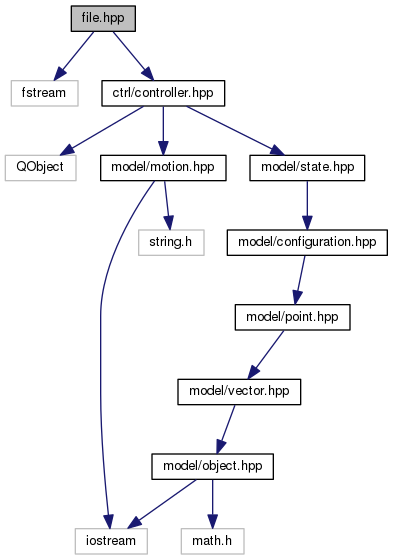 file.hpp
fstream
ctrl/controller.hpp
QObject
model/motion.hpp
model/state.hpp
string.h
model/configuration.hpp
model/point.hpp
model/vector.hpp
model/object.hpp
iostream
math.h